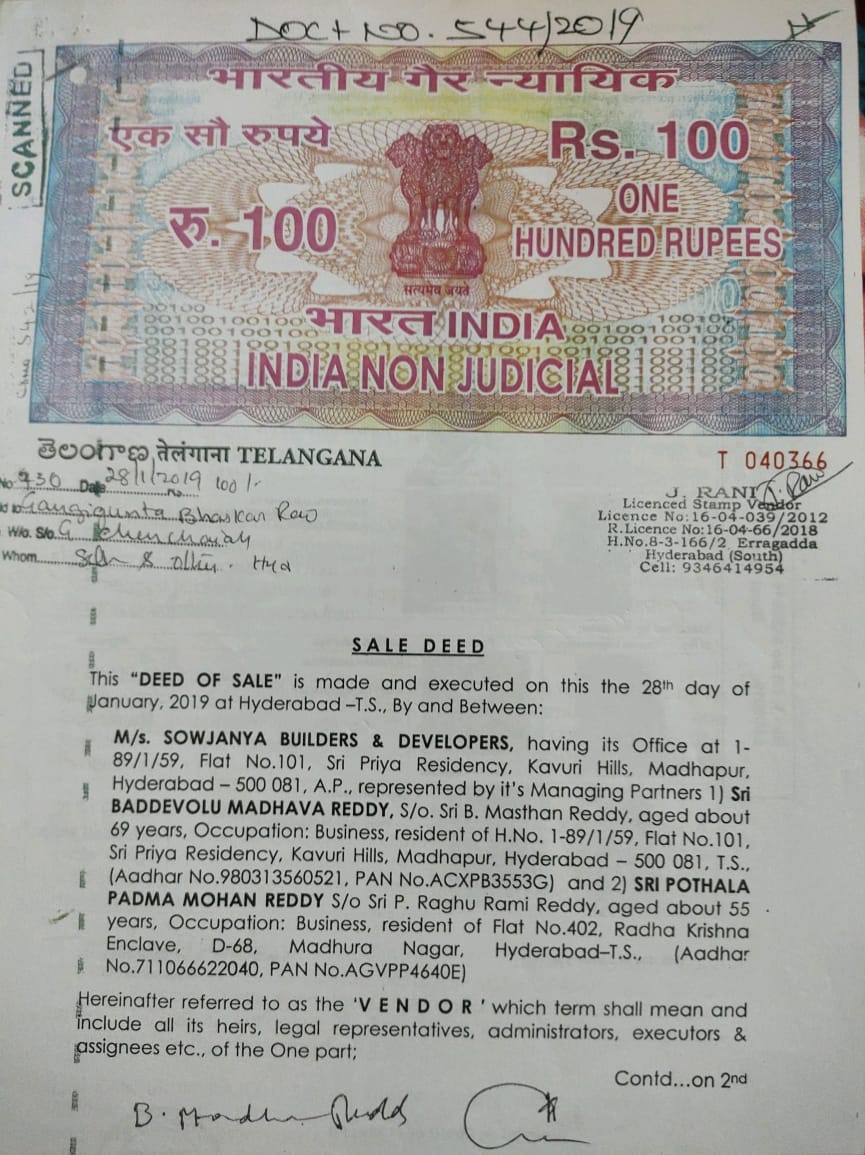 DOCT NO. 544/2019
SCANNED
भारतीय गैर न्यायिक
एक सौ रुपये
Rs. 100
रु. 100
ONE
HUNDRED RUPEES
सत्यमेव जयते
भारत INDIA
INDIA NON JUDICIAL
తెలంగాణ तेलंगाना TELANGANA
T 040366
No. 930 Date 28/1/2019 100/-
Gangigunta Bhaskar Rao
W/o. S/o. G
Whom Self & Others. Hyd
J. RANI
Licenced Stamp Vendor
Licence No:16-04-039/2012
R.Licence No:16-04-66/2018
H.No.8-3-166/2 Erragadda
Hyderabad (South)
Cell: 9346414954
SALE DEED
This “DEED OF SALE” is made and executed on this the 28th day of
January, 2019 at Hyderabad –T.S., By and Between:
M/s. SOWJANYA BUILDERS & DEVELOPERS, having its Office at 1-
89/1/59, Flat No.101, Sri Priya Residency, Kavuri Hills, Madhapur,
Hyderabad – 500 081, A.P., represented by it’s Managing Partners 1) Sri
BADDEVOLU MADHAVA REDDY, S/o. Sri B. Masthan Reddy, aged about
69 years, Occupation: Business, resident of H.No. 1-89/1/59, Flat No.101,
Sri Priya Residency, Kavuri Hills, Madhapur, Hyderabad – 500 081, T.S.,
(Aadhar No.980313560521, PAN No.ACXPB3553G) and 2) SRI POTHALA
PADMA MOHAN REDDY S/o Sri P. Raghu Rami Reddy, aged about 55
years, Occupation: Business, resident of Flat No.402, Radha Krishna
Enclave, D-68, Madhura Nagar, Hyderabad–T.S., (Aadhar
No.711066622040, PAN No.AGVPP4640E)
Hereinafter referred to as the ‘V E N D O R ’ which term shall mean and
include all its heirs, legal representatives, administrators, executors &
assignees etc., of the One part;
Contd...on 2nd
B. Madhava Reddy